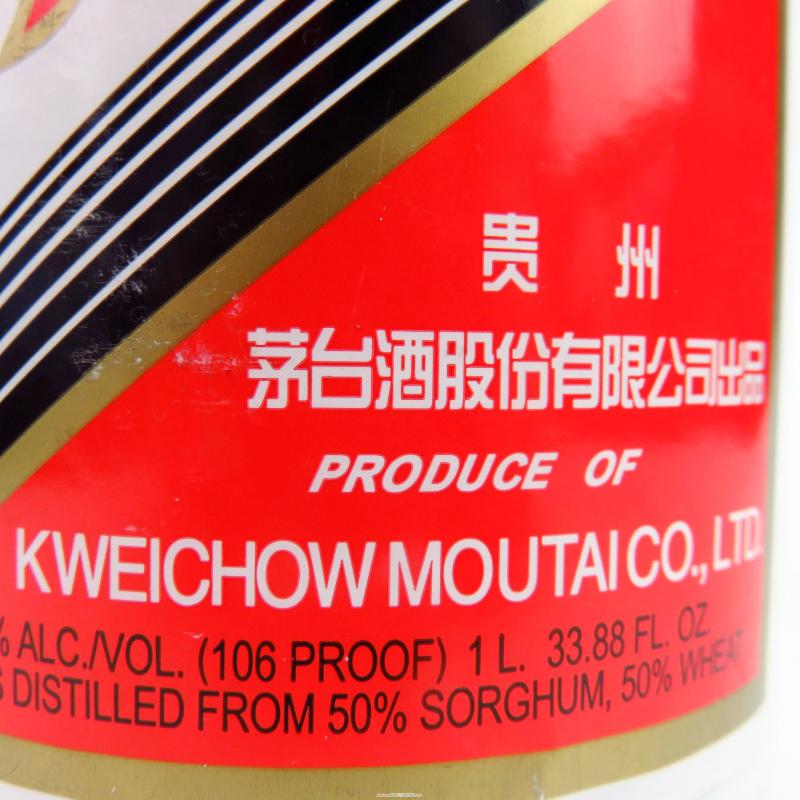 贵 州
茅台酒股份有限公司出品
PRODUCE OF
KWEICHOW MOUTAI CO., LTD.
% ALC./VOL. (106 PROOF) 1 L. 33.88 FL. OZ.
S DISTILLED FROM 50% SORGHUM, 50% WHEAT